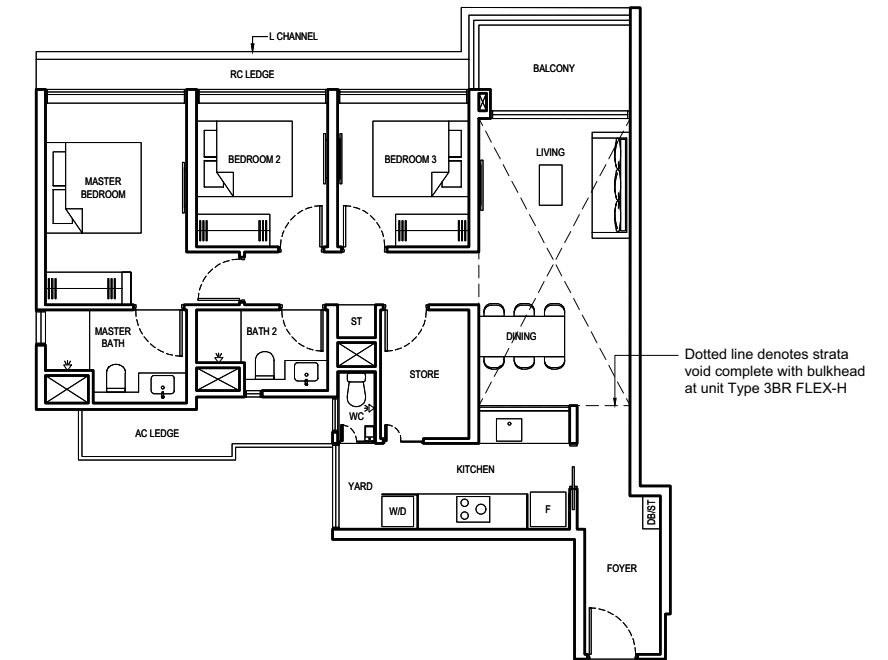 L CHANNEL
RC LEDGE
BALCONY
MASTER
BEDROOM
BEDROOM 2
BEDROOM 3
LIVING
MASTER
BATH
BATH 2
ST
DINING
STORE
Dotted line denotes strata
void complete with bulkhead
at unit Type 3BR FLEX-H
WC
AC LEDGE
KITCHEN
YARD
W/D
F
DB/ST
FOYER